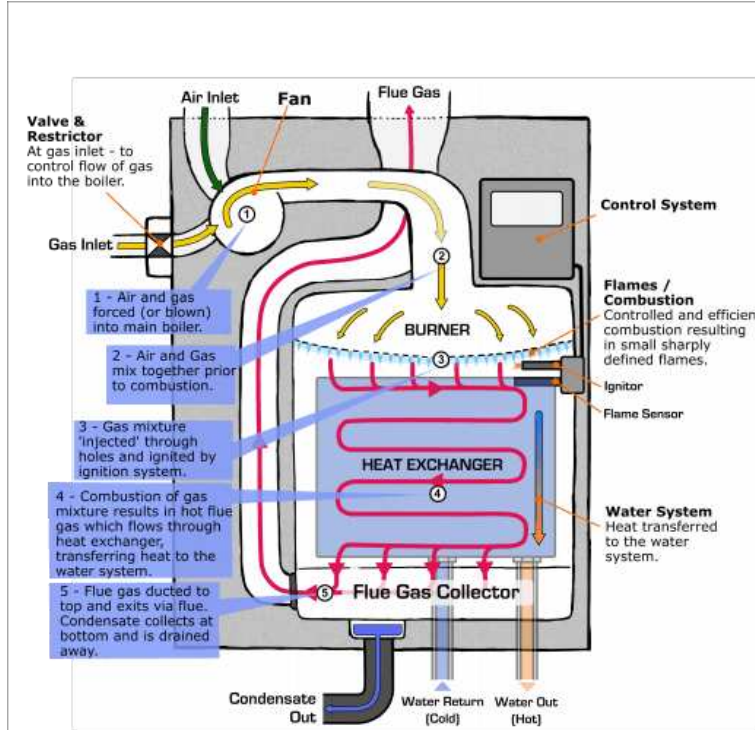 Air Inlet
Fan
Flue Gas
Valve &
Restrictor
At gas inlet - to
control flow of gas
into the boiler.
Control System
Gas Inlet
1
2
Flames /
Combustion
Controlled and efficien
combustion resulting
in small sharply
defined flames.
1 - Air and gas
forced (or blown)
into main boiler.
BURNER
2 - Air and Gas
mix together prior
to combustion.
3
Ignitor
Flame Sensor
3 - Gas mixture
'injected' through
holes and ignited by
ignition system.
HEAT EXCHANGER
4
4 - Combustion of gas
mixture results in hot flue
gas which flows through
heat exchanger,
transferring heat to the
water system.
Water System
Heat transferred
to the water
system.
5 - Flue gas ducted to
top and exits via flue.
Condensate collects at
bottom and is drained
away.
5
Flue Gas Collector
Condensate
Out
Water Return
(Cold)
Water Out
(Hot)